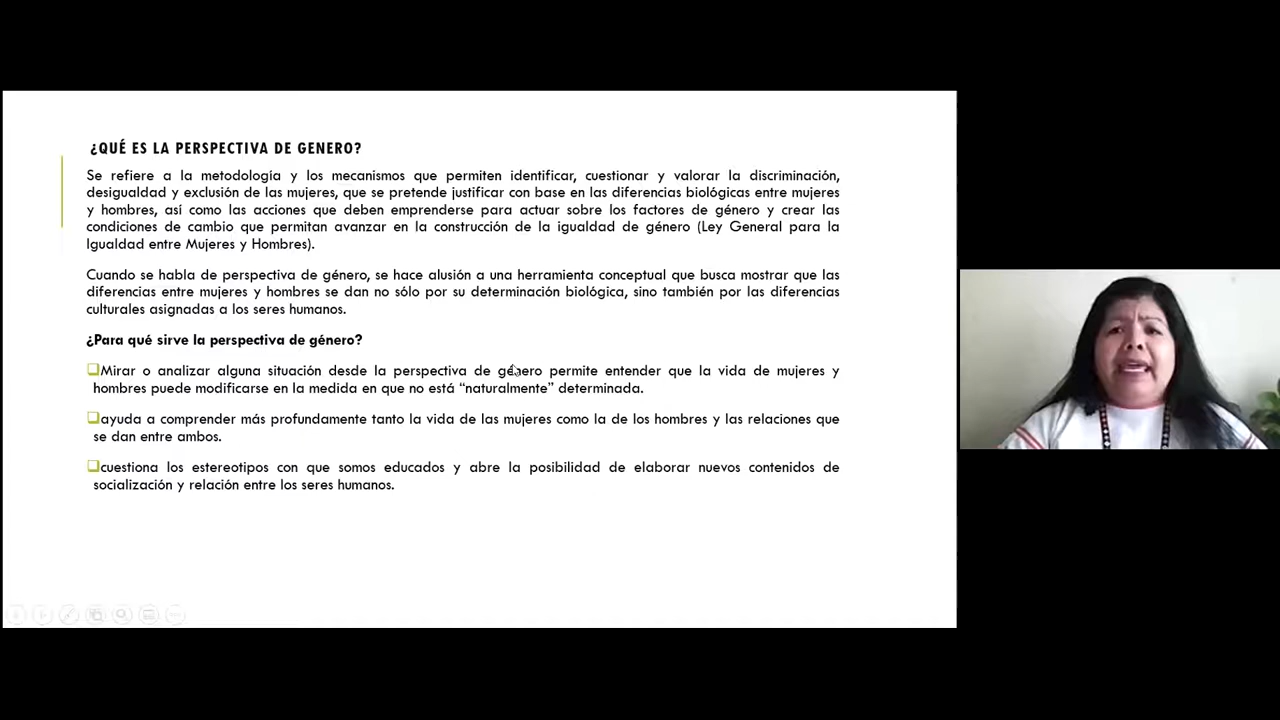 ¿QUÉ ES LA PERSPECTIVA DE GENERO?
Se refiere a la metodología y los mecanismos que permiten identificar, cuestionar y valorar la discriminación,
desigualdad y exclusión de las mujeres, que se pretende justificar con base en las diferencias biológicas entre mujeres
y hombres, así como las acciones que deben emprenderse para actuar sobre los factores de género y crear las
condiciones de cambio que permitan avanzar en la construcción de la igualdad de género (Ley General para la
Igualdad entre Mujeres y Hombres).
Cuando se habla de perspectiva de género, se hace alusión a una herramienta conceptual que busca mostrar que las
diferencias entre mujeres y hombres se dan no sólo por su determinación biológica, sino también por las diferencias
culturales asignadas a los seres humanos.
¿Para qué sirve la perspectiva de género?
Mirar o analizar alguna situación desde la perspectiva de género permite entender que la vida de mujeres y
hombres puede modificarse en la medida en que no está “naturalmente” determinada.
ayuda a comprender más profundamente tanto la vida de las mujeres como la de los hombres y las relaciones que
se dan entre ambos.
cuestiona los estereotipos con que somos educados y abre la posibilidad de elaborar nuevos contenidos de
socialización y relación entre los seres humanos.